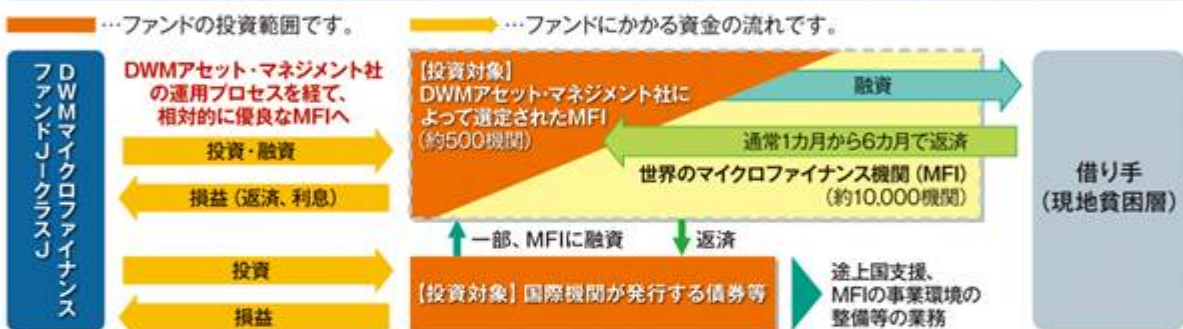 …ファンドの投資範囲です。
…ファンドにかかる資金の流れです。
DWMマイクロファイナンス
ファンドJークラスJ
DWMアセット・マネジメント社
の運用プロセスを経て、
相対的に優良なMFIへ
投資・融資
損益（返済、利息）
投資
損益
【投資対象】
DWMアセット・マネジメント社に
よって選定されたMFI
（約500機関）
融資
通常1カ月から6カ月で返済
世界のマイクロファイナンス機関（MFI）
（約10,000機関）
一部、MFIに融資
返済
【投資対象】国際機関が発行する債券等
途上国支援、
MFIの事業環境の
整備等の業務
借り手
（現地貧困層）